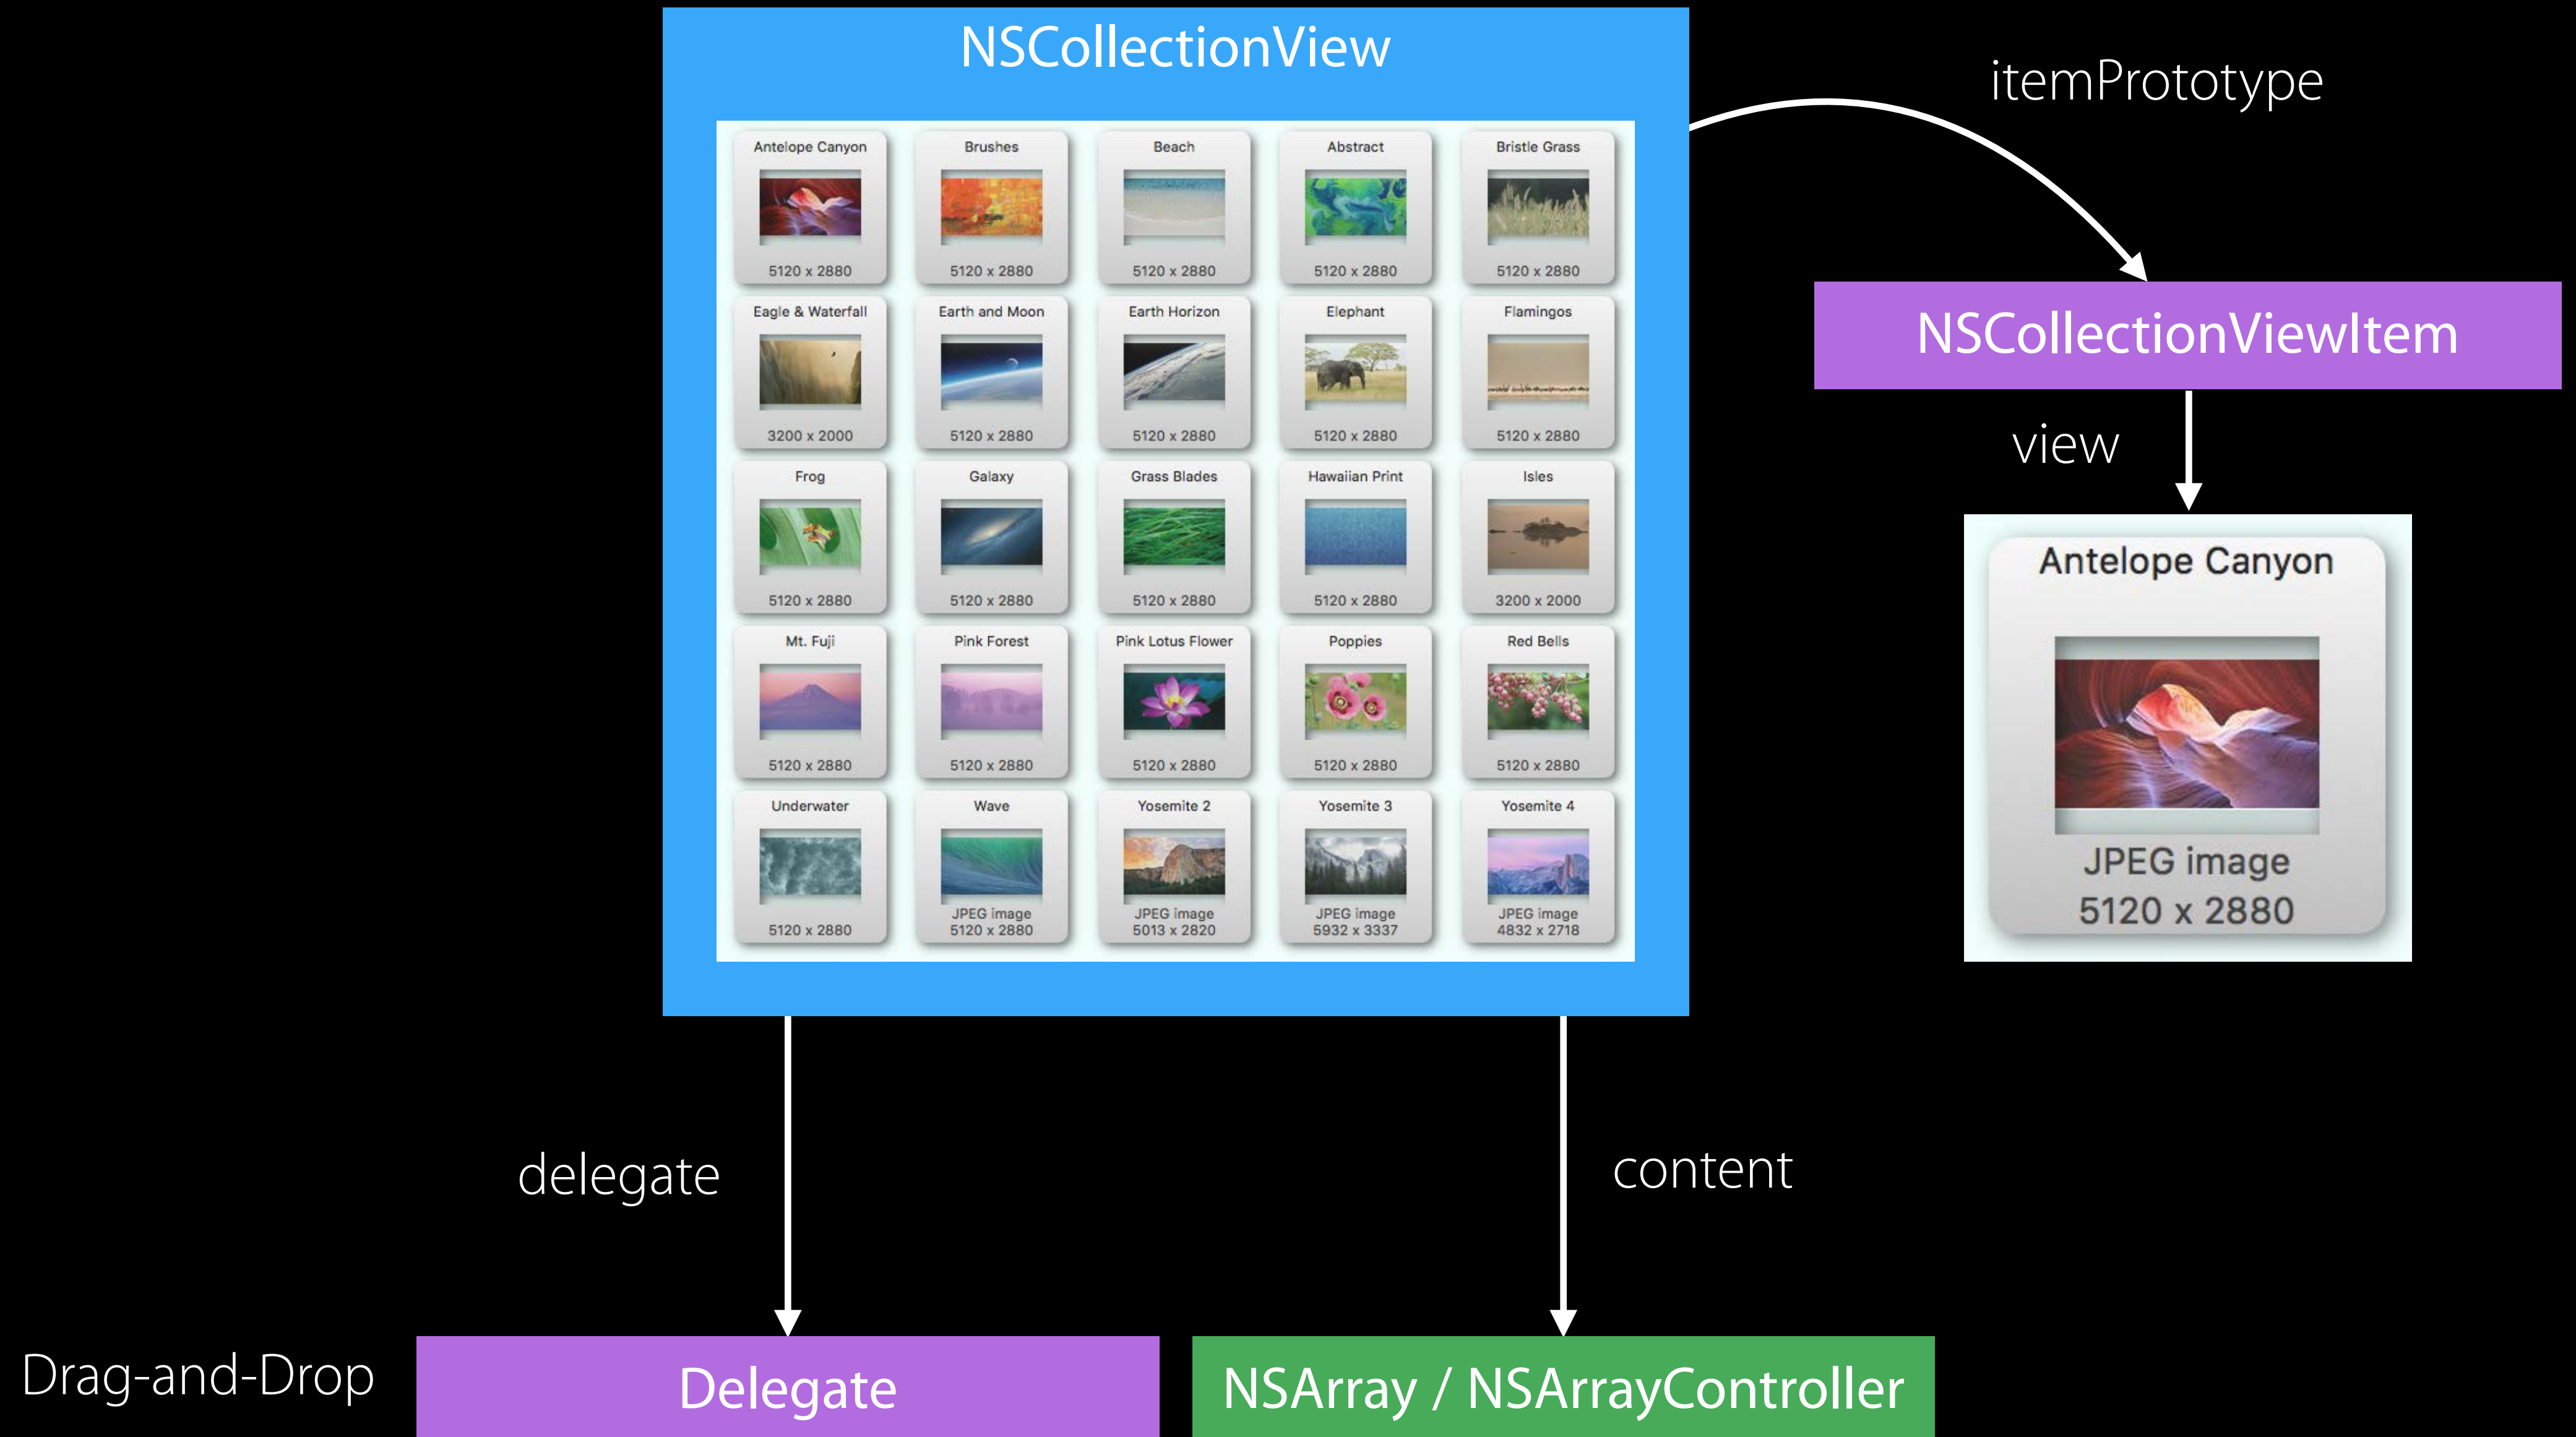 NSCollectionView
itemPrototype
Antelope Canyon
5120 x 2880
Brushes
5120 x 2880
Beach
5120 x 2880
Abstract
5120 x 2880
Bristle Grass
5120 x 2880
Eagle & Waterfall
3200 x 2000
Earth and Moon
5120 x 2880
Earth Horizon
5120 x 2880
Elephant
5120 x 2880
Flamingos
5120 x 2880
Frog
5120 x 2880
Galaxy
5120 x 2880
Grass Blades
5120 x 2880
Hawaiian Print
5120 x 2880
Isles
3200 x 2000
Mt. Fuji
5120 x 2880
Pink Forest
5120 x 2880
Pink Lotus Flower
5120 x 2880
Poppies
5120 x 2880
Red Bells
5120 x 2880
Underwater
5120 x 2880
Wave
JPEG image
5120 x 2880
Yosemite 2
JPEG image
5013 x 2820
Yosemite 3
JPEG image
5932 x 3337
Yosemite 4
JPEG image
4832 x 2718
NSCollectionViewItem
view
Antelope Canyon
JPEG image
5120 x 2880
delegate
content
Drag-and-Drop
Delegate
NSArray / NSArrayController